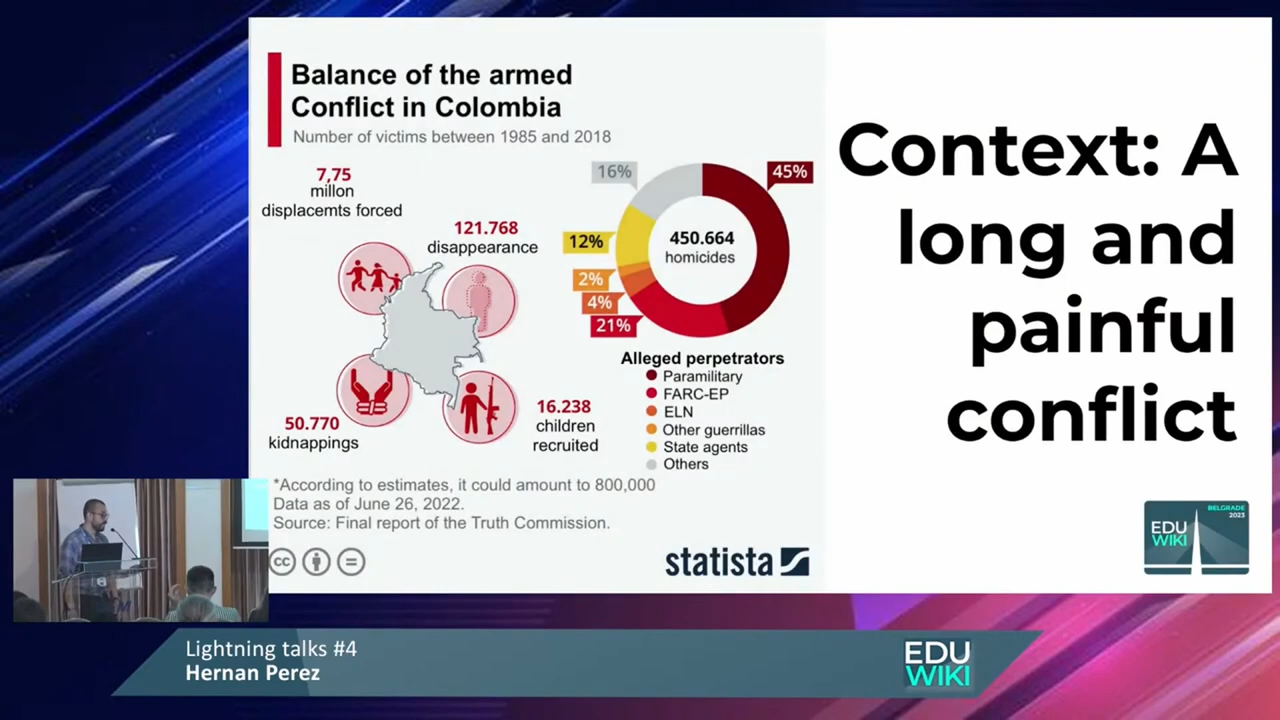 Balance of the armed
Conflict in Colombia
Number of victims between 1985 and 2018
7,75
millon
displacemts forced
121.768
disappearance
50.770
kidnappings
16.238
children
recruited
16%
45%
12%
2%
4%
21%
450.664
homicides
Alleged perpetrators
Paramilitary
FARC-EP
ELN
Other guerrillas
State agents
Others
*According to estimates, it could amount to 800,000
Data as of June 26, 2022.
Source: Final report of the Truth Commission.
cc
statista
Context: A
long and
painful
conflict
BELGRADE
2023
EDU
WIKI
Lightning talks #4
Hernan Perez
EDU
WIKI